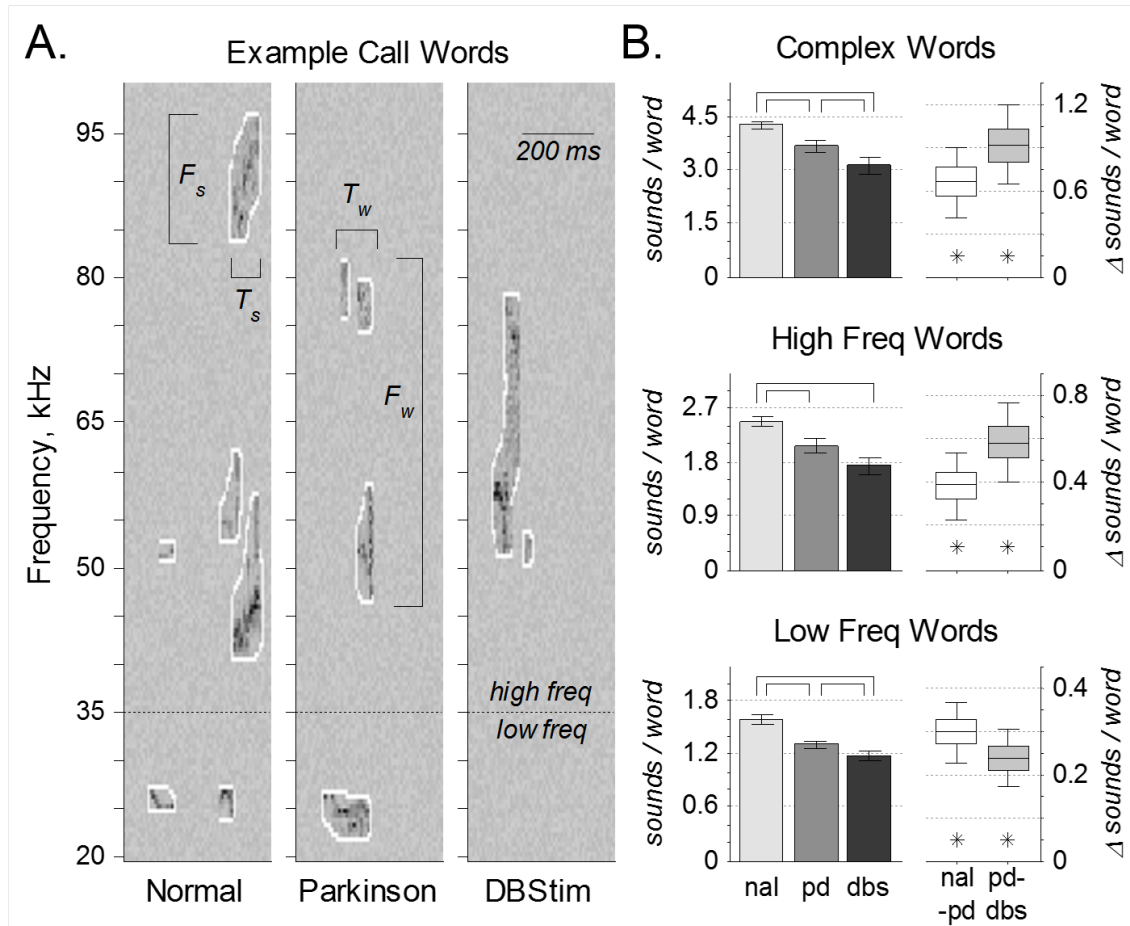 A.
Example Call Words
Frequency, kHz
95
80
65
50
35
20
F_s
T_s
T_w
F_w
200 ms
high freq
low freq
Normal
Parkinson
DBStim
B.
Complex Words
sounds / word
4.5
3.0
1.5
0
1.2
0.6
0
Δ sounds / word
* *
High Freq Words
sounds / word
2.7
1.8
0.9
0
0.8
0.4
0
Δ sounds / word
* *
Low Freq Words
sounds / word
1.8
1.2
0.6
0
0.4
0.2
0
Δ sounds / word
* *
nal pd dbs
nal
-pd
pd-
dbs